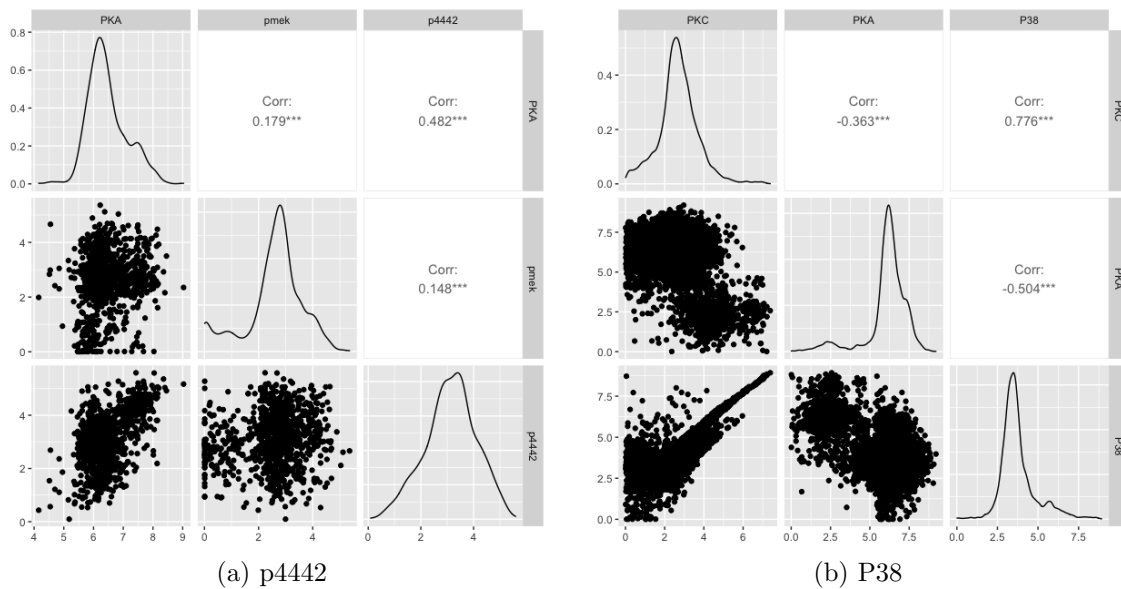 PKA pmek p4442
0.8
0.6
0.4
0.2
0.0
Corr:
0.179***
Corr:
0.482***
PKA
4
2
0
Corr:
0.148***
pmek
4
2
0
p4442
4 5 6 7 8 9
0 2 4
0 2 4
(a) p4442
PKC PKA P38
0.4
0.2
0.0
Corr:
-0.363***
Corr:
0.776***
PKC
7.5
5.0
2.5
0.0
Corr:
-0.504***
PKA
7.5
5.0
2.5
0.0
P38
0 2 4 6
0.0 2.5 5.0 7.5
0.0 2.5 5.0 7.5
(b) P38